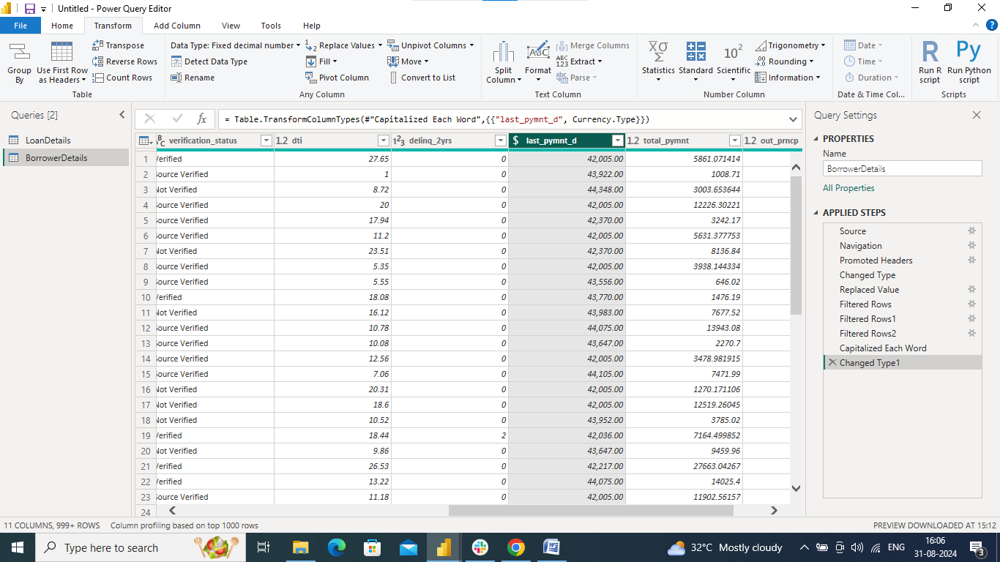 Untitled - Power Query Editor
File Home Transform Add Column View Tools Help
Group By
Use First Row as Headers
Transpose
Reverse Rows
Count Rows
Table
Data Type: Fixed decimal number
Detect Data Type
Rename
1 2 Replace Values
Fill
Pivot Column
Unpivot Columns
Move
Convert to List
Any Column
Split Column
ABC
Format
Merge Columns
ABC 123 Extract
abc Parse
Text Column
XO Σ
Statistics
Standard
10 2
Scientific
Trigonometry
.00 Rounding
Information
Number Column
Date
Time
Duration
Date & Time Col...
R
Run R script
Py
Run Python script
Scripts
Queries [2]
LoanDetails
BorrowerDetails
fx = Table.TransformColumnTypes(#"Capitalized Each Word",{{"last_pymnt_d", Currency.Type}})
verification_status 1.2 dti 123 delinq_2yrs $ last_pymnt_d 1.2 total_pymnt 1.2 out_prncp
1 Verified 27.65 0 42,005.00 5861.071414
2 Source Verified 1 0 43,922.00 1008.71
3 Not Verified 8.72 0 44,348.00 3003.653644
4 Source Verified 20 0 42,005.00 12226.30221
5 Source Verified 17.94 0 42,370.00 3242.17
6 Source Verified 11.2 0 42,005.00 5631.377753
7 Not Verified 23.51 0 42,370.00 8136.84
8 Source Verified 5.35 0 42,005.00 3938.144334
9 Source Verified 5.55 0 43,556.00 646.02
10 Verified 18.08 0 43,770.00 1476.19
11 Not Verified 16.12 0 43,983.00 7677.52
12 Source Verified 10.78 0 44,075.00 13943.08
13 Source Verified 10.08 0 43,647.00 2270.7
14 Source Verified 12.56 0 42,005.00 3478.981915
15 Source Verified 7.06 0 44,105.00 7471.99
16 Not Verified 20.31 0 42,005.00 1270.171106
17 Not Verified 18.6 0 42,005.00 12519.26045
18 Not Verified 10.52 0 43,952.00 3785.02
19 Verified 18.44 2 42,036.00 7164.499852
20 Not Verified 9.86 0 43,647.00 9459.96
21 Verified 26.53 0 42,217.00 27663.04267
22 Verified 13.22 0 44,075.00 14025.4
23 Source Verified 11.18 0 42,005.00 11902.56157
24
Query Settings
PROPERTIES
Name
BorrowerDetails
All Properties
APPLIED STEPS
Source
Navigation
Promoted Headers
Changed Type
Replaced Value
Filtered Rows
Filtered Rows1
Filtered Rows2
Capitalized Each Word
Changed Type1
11 COLUMNS, 999+ ROWS Column profiling based on top 1000 rows
PREVIEW DOWNLOADED AT 15:12
Type here to search
32°C Mostly cloudy
ENG
16:06
31-08-2024
3